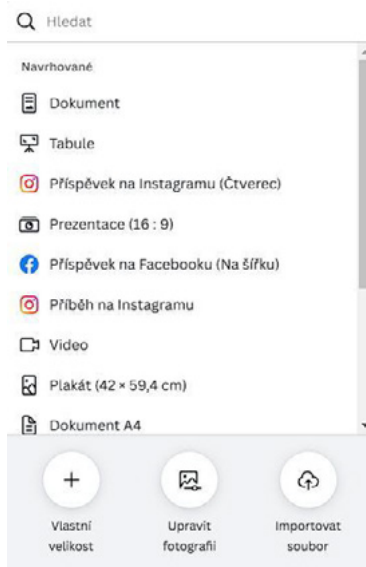 Hledat
Navrhované
Dokument
Tabule
Příspěvek na Instagramu (Čtverec)
Prezentace (16 : 9)
Příspěvek na Facebooku (Na šířku)
Příběh na Instagramu
Video
Plakát (42 × 59,4 cm)
Dokument A4
Vlastní
velikost
Upravit
fotografii
Importovat
soubor